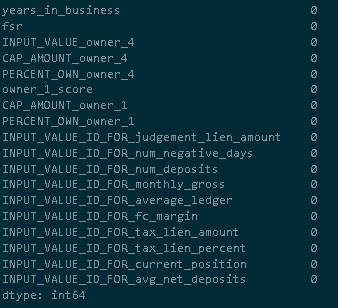 years_in_business 0
fsr 0
INPUT_VALUE_owner_4 0
CAP_AMOUNT_owner_4 0
PERCENT_OWN_owner_4 0
owner_1_score 0
CAP_AMOUNT_owner_1 0
PERCENT_OWN_owner_1 0
INPUT_VALUE_ID_FOR_judgement_lien_amount 0
INPUT_VALUE_ID_FOR_num_negative_days 0
INPUT_VALUE_ID_FOR_num_deposits 0
INPUT_VALUE_ID_FOR_monthly_gross 0
INPUT_VALUE_ID_FOR_average_ledger 0
INPUT_VALUE_ID_FOR_fc_margin 0
INPUT_VALUE_ID_FOR_tax_lien_amount 0
INPUT_VALUE_ID_FOR_tax_lien_percent 0
INPUT_VALUE_ID_FOR_current_position 0
INPUT_VALUE_ID_FOR_avg_net_deposits 0
dtype: int64